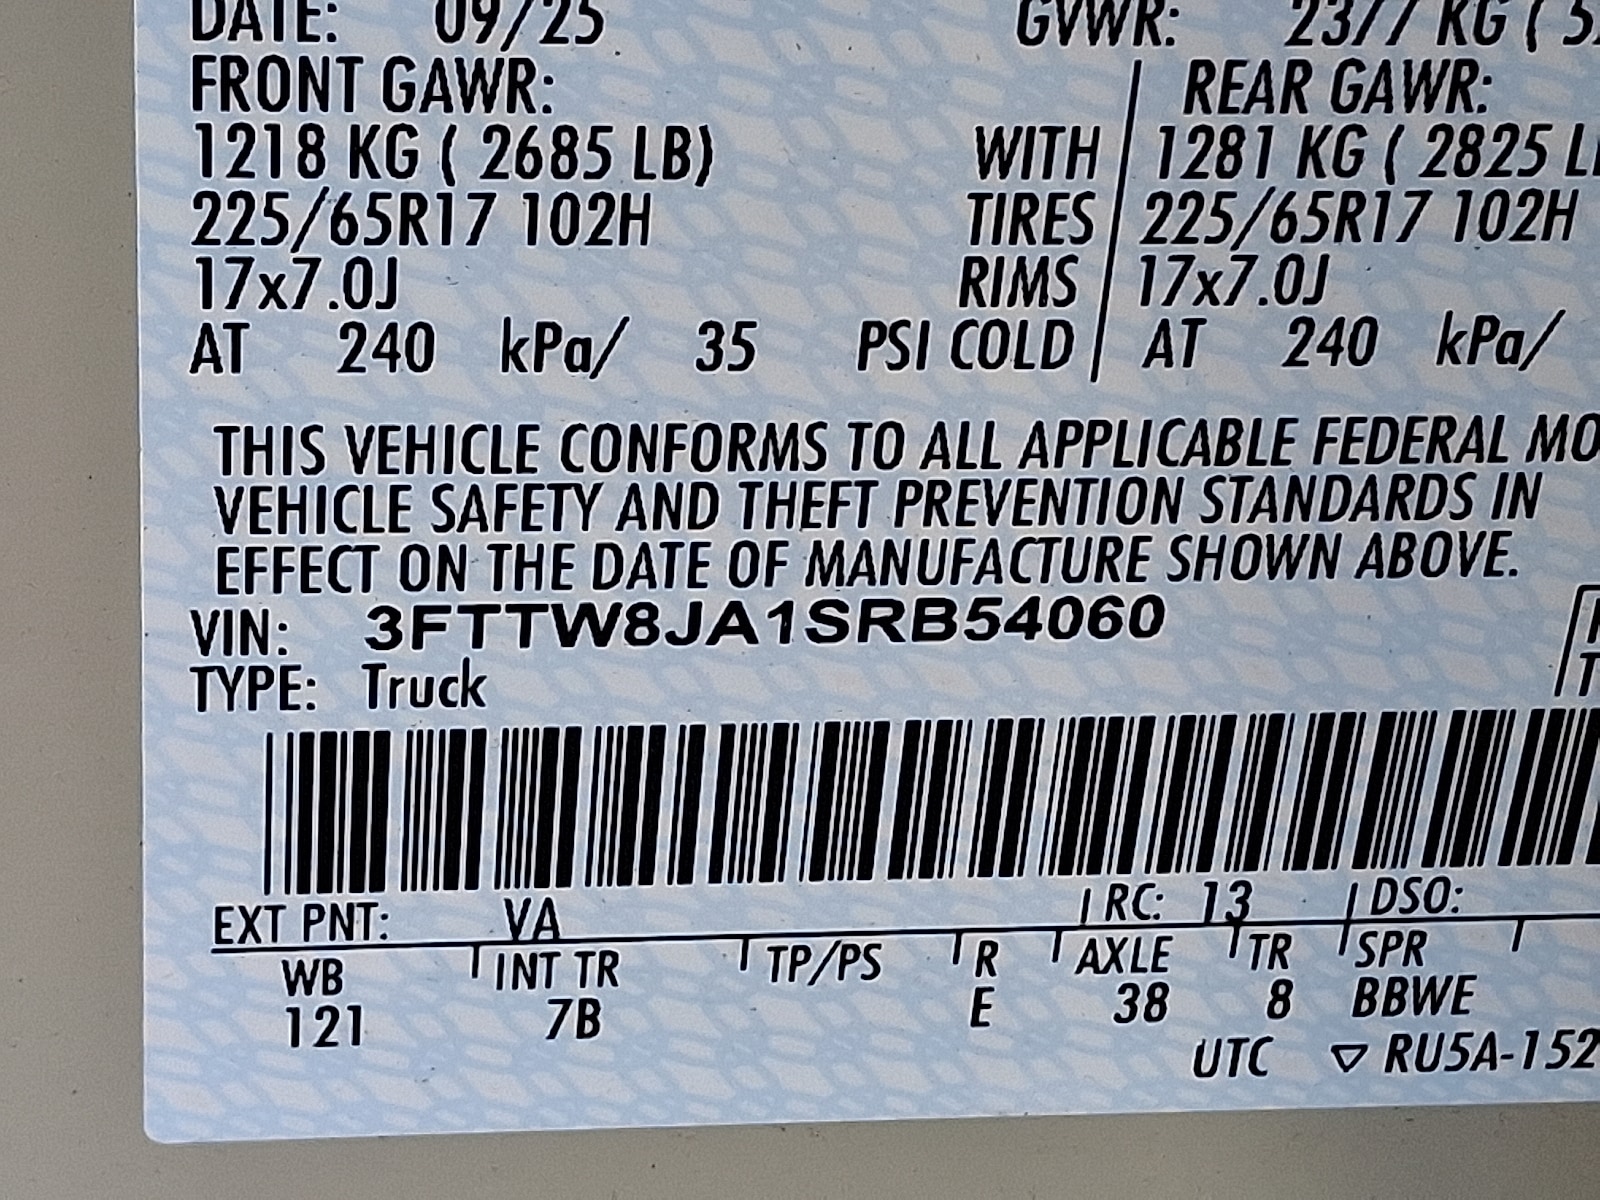 DATE: 09/25 GVWR: 2377 KG ( 5
FRONT GAWR: REAR GAWR:
1218 KG ( 2685 LB) WITH 1281 KG ( 2825 L
225/65R17 102H TIRES 225/65R17 102H
17x7.0J RIMS 17x7.0J
AT 240 kPa/ 35 PSI COLD AT 240 kPa/
THIS VEHICLE CONFORMS TO ALL APPLICABLE FEDERAL MO
VEHICLE SAFETY AND THEFT PREVENTION STANDARDS IN
EFFECT ON THE DATE OF MANUFACTURE SHOWN ABOVE.
VIN: 3FTTW8JA1SRB54060
TYPE: Truck T
EXT PNT: VA RC: 13 DSO:
WB INT TR TP/PS R AXLE TR SPR
121 7B E 38 8 BBWE
UTC ▽ RU5A-152